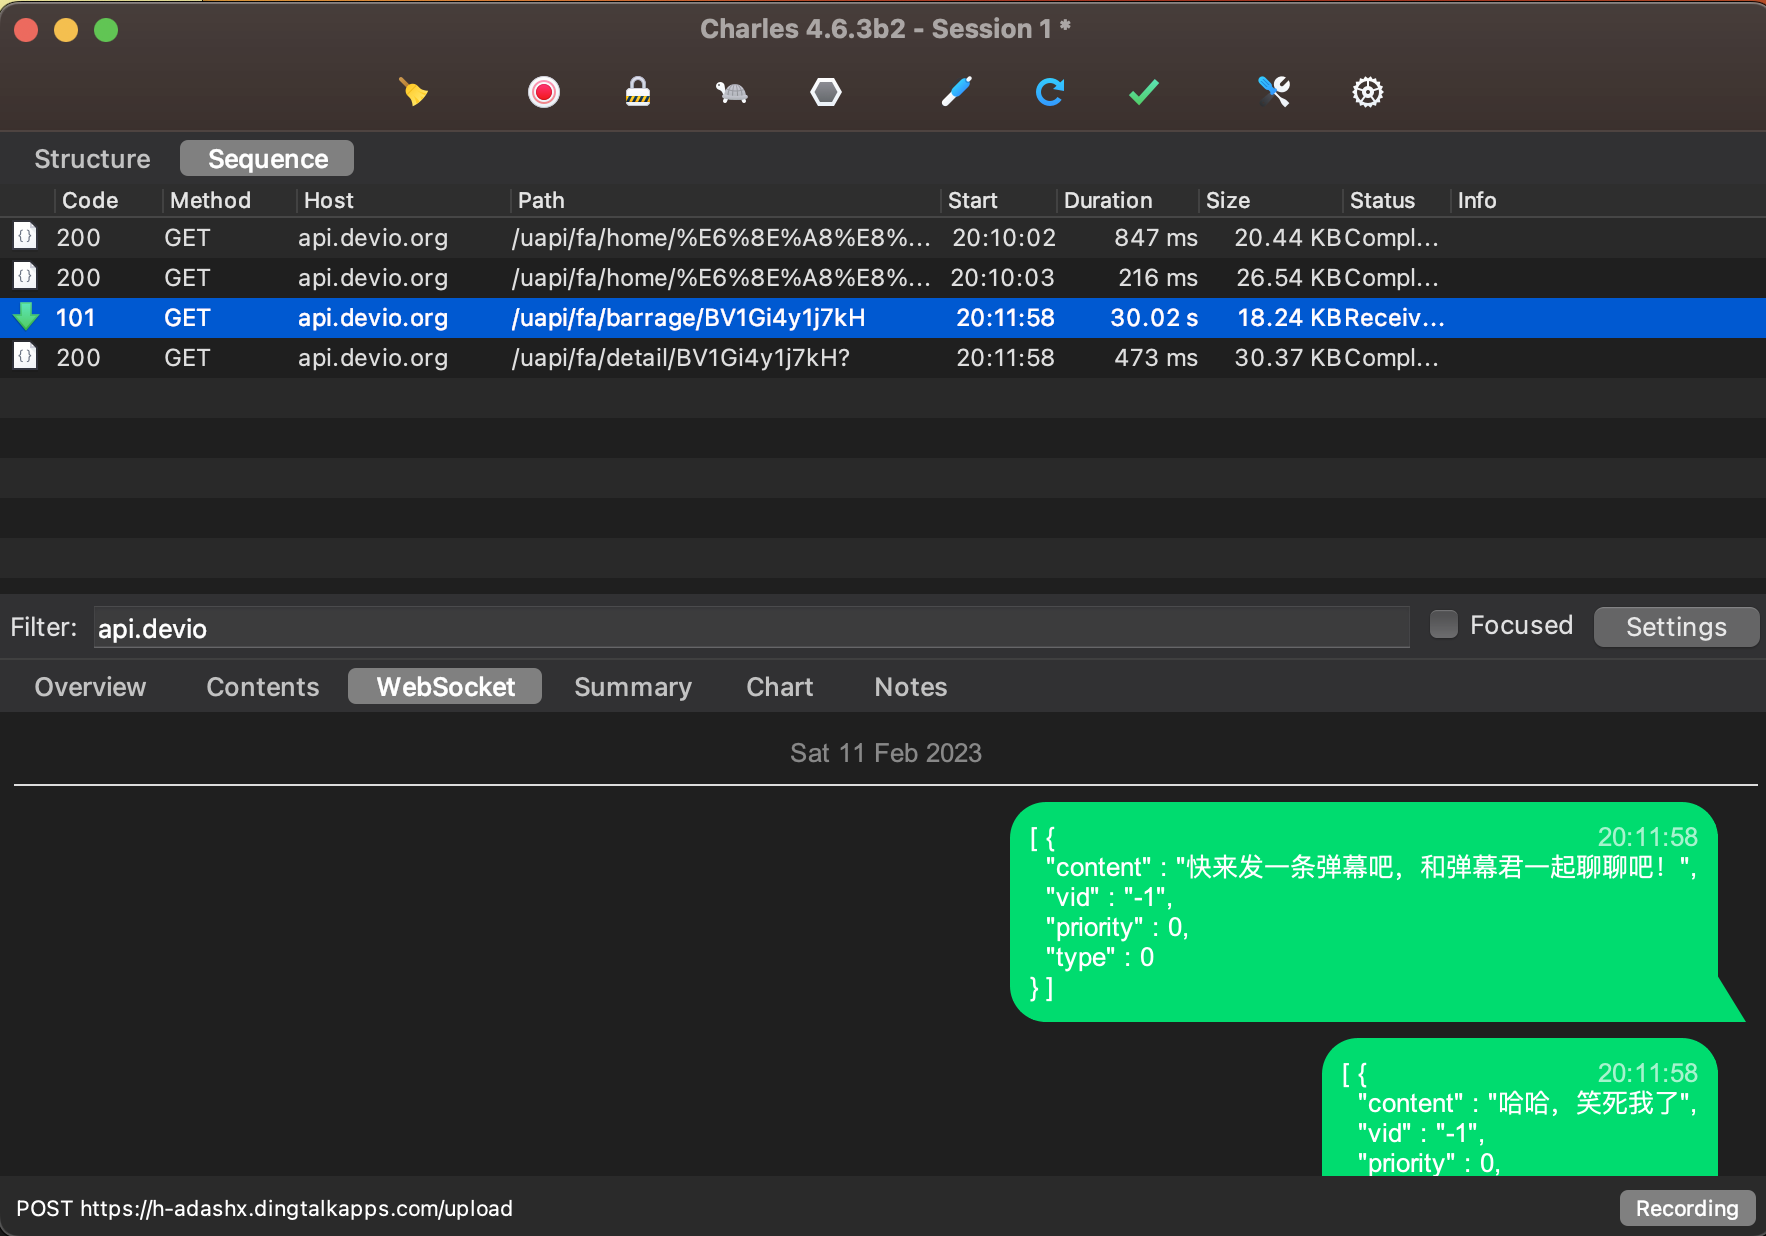 Charles 4.6.3b2 - Session 1 *
Structure Sequence
Code Method Host Path Start Duration Size Status Info
200 GET api.devio.org /uapi/fa/home/%E6%8E%A8%E8%... 20:10:02 847 ms 20.44 KB Compl...
200 GET api.devio.org /uapi/fa/home/%E6%8E%A8%E8%... 20:10:03 216 ms 26.54 KB Compl...
101 GET api.devio.org /uapi/fa/barrage/BV1Gi4y1j7kH 20:11:58 30.02 s 18.24 KB Receiv...
200 GET api.devio.org /uapi/fa/detail/BV1Gi4y1j7kH? 20:11:58 473 ms 30.37 KB Compl...
Filter: api.devio Focused Settings
Overview Contents WebSocket Summary Chart Notes
Sat 11 Feb 2023
[ { 20:11:58
"content" : "快来发一条弹幕吧，和弹幕君一起聊聊吧！",
"vid" : "-1",
"priority" : 0,
"type" : 0
} ]
[ { 20:11:58
"content" : "哈哈，笑死我了",
"vid" : "-1",
"priority" : 0,
POST https://h-adashx.dingtalkapps.com/upload Recording